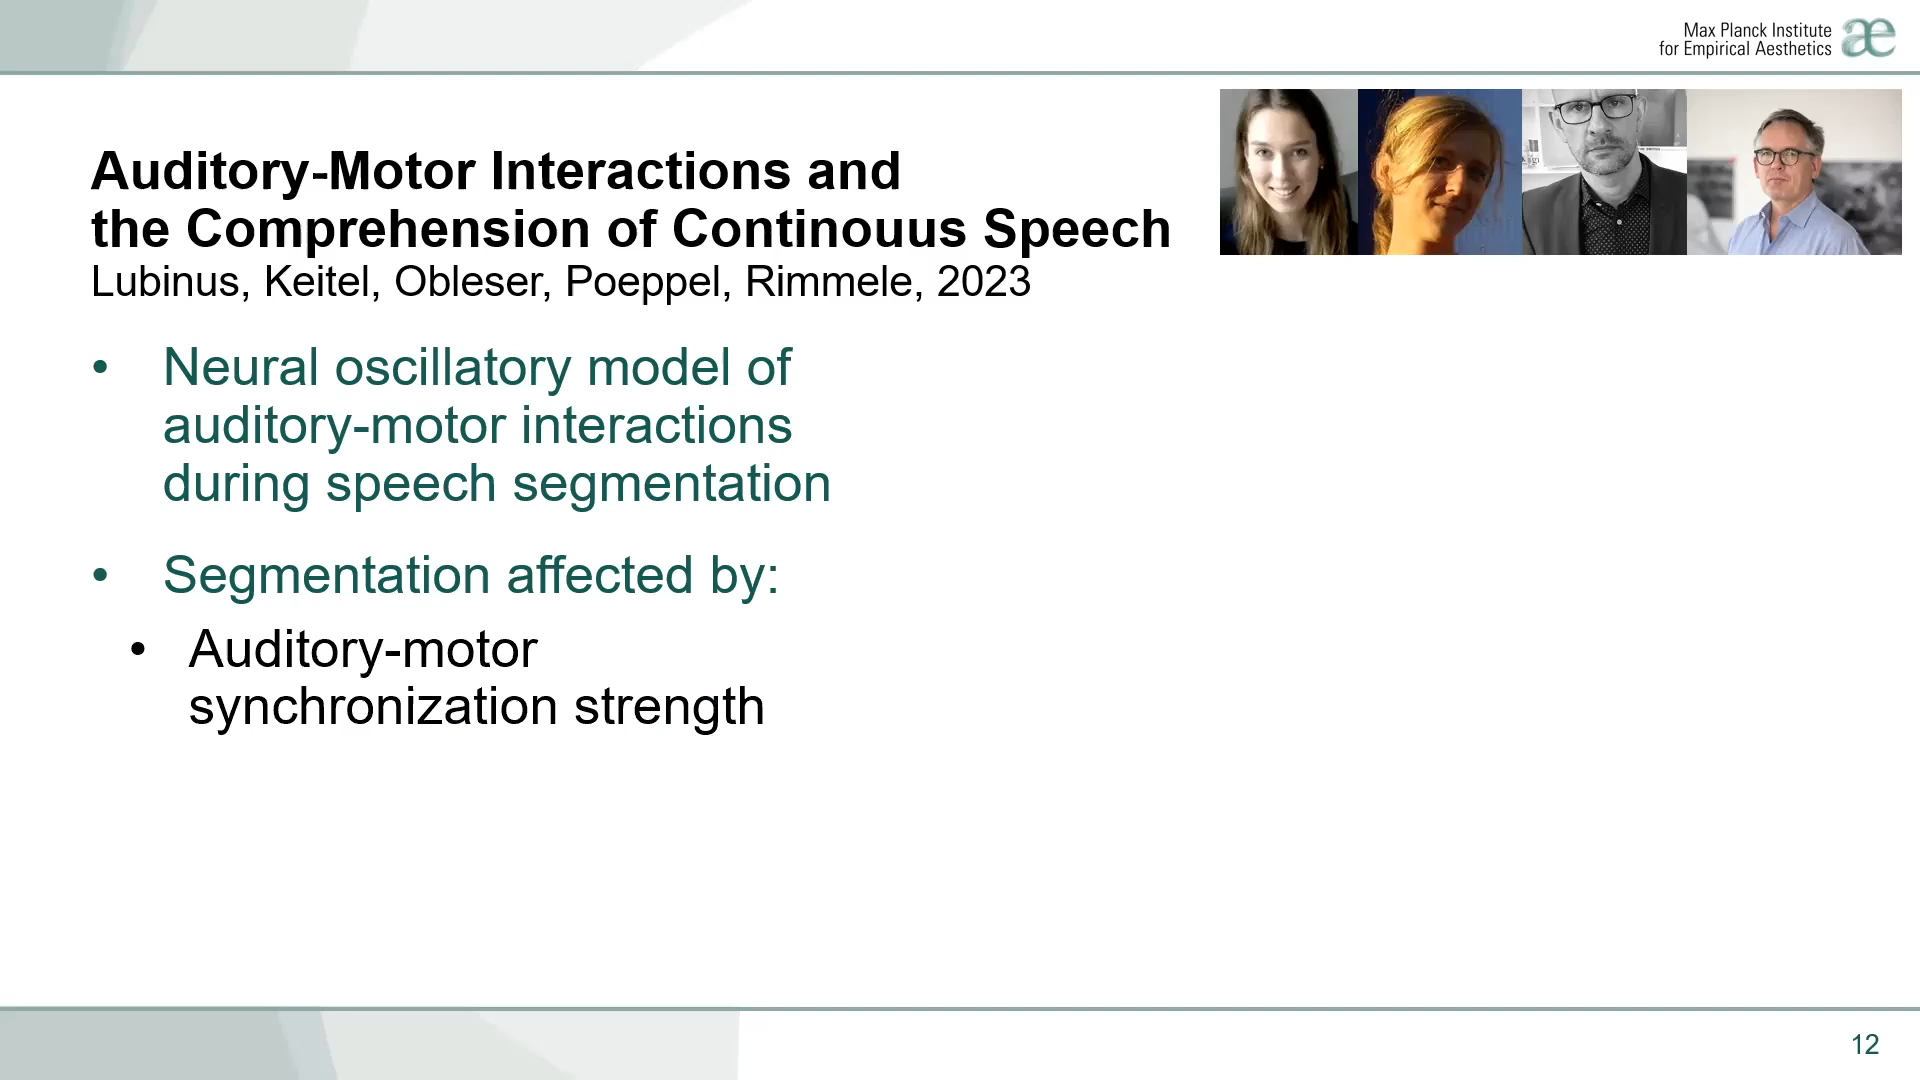 Max Planck Institute
for Empirical Aesthetics æ
Auditory-Motor Interactions and
the Comprehension of Continouus Speech
Lubinus, Keitel, Obleser, Poeppel, Rimmele, 2023
• Neural oscillatory model of
auditory-motor interactions
during speech segmentation
• Segmentation affected by:
• Auditory-motor
synchronization strength
12